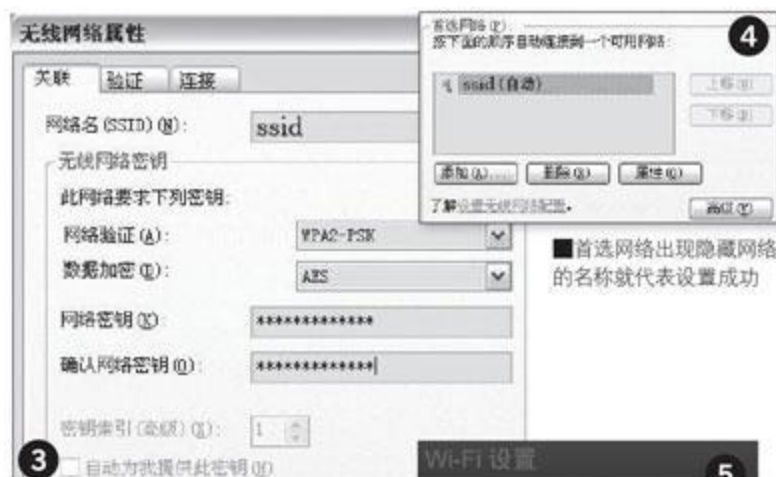 无线网络属性
关联 验证 连接
网络名(SSID)(N): ssid
无线网络密钥
此网络要求下列密钥:
网络验证(A): WPA2-PSK
数据加密(D): AES
网络密钥(K): *************
确认网络密钥(O): *************
密钥索引(高级)(X): 1
自动为我提供此密钥(H)
3
首选网络(P):
按下面的顺序自动连接到一个可用网络:
4
ssid(自动)
上移(U)
下移(D)
添加(A)... 删除(R) 属性(O)
了解设置无线网络配置。 高级(V)
■首选网络出现隐藏网络
的名称就代表设置成功
Wi-Fi 设置
5